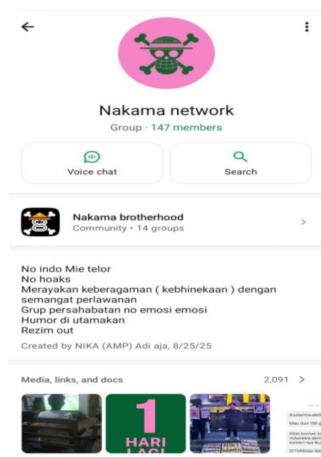 Nakama network
Group · 147 members
Voice chat
Search
Nakama brotherhood
Community • 14 groups
No indo Mie telor
No hoaks
Merayakan keberagaman ( kebhinekaan ) dengan
semangat perlawanan
Grup persahabatan no emosi emosi
Humor di utamakan
Rezim out
Created by NIKA (AMP) Adi aja, 8/25/25
Media, links, and docs
2,091
1
HARI
LAGI